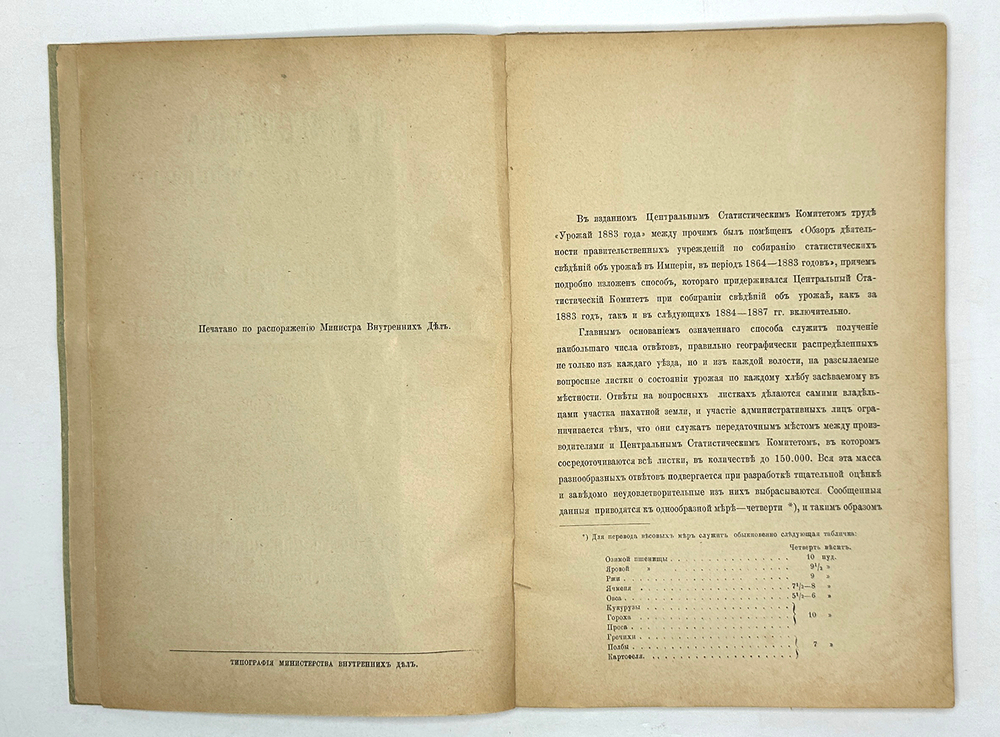 Печатано по распоряженію Министра Внутреннихъ Дѣлъ.
ТИПОГРАФІЯ МИНИСТЕРСТВА ВНУТРЕННИХЪ ДѢЛЪ.
Въ изданномъ Центральнымъ Статистическимъ Комитетомъ трудѣ
«Урожай 1883 года» между прочимъ былъ помѣщенъ «Обзоръ дѣятель-
ности правительственныхъ учрежденій по собиранію статистическихъ
свѣдѣній объ урожаѣ въ Имперіи, въ періодъ 1864—1883 годовъ», причемъ
подробно изложенъ способъ, котораго придерживался Центральный Ста-
тистическій Комитетъ при собираніи свѣдѣній объ урожаѣ, какъ за
1883 годъ, такъ и въ слѣдующихъ 1884—1887 гг. включительно.
Главнымъ основаніемъ означеннаго способа служитъ полученіе
наибольшаго числа отвѣтовъ, правильно географически распредѣленныхъ
не только изъ каждаго уѣзда, но и изъ каждой волости, на разсылаемые
вопросные листки о состояніи урожая по каждому хлѣбу засѣваемому въ
мѣстности. Отвѣты на вопросныхъ листкахъ дѣлаются самими владѣль-
цами участка пахатной земли, и участіе административныхъ лицъ огра-
ничивается тѣмъ, что они служатъ передаточнымъ мѣстомъ между произ-
водителями и Центральнымъ Статистическимъ Комитетомъ, въ которомъ
сосредоточиваются всѣ листки, въ количествѣ до 150.000. Вся эта масса
разнообразныхъ отвѣтовъ подвергается при разработкѣ тщательной оцѣнкѣ
и завѣдомо неудовлетворительные изъ нихъ выбрасываются. Сообщенныя
данныя приводятся къ однообразной мѣрѣ—четверти *), и такимъ образомъ
*) Для перевода вѣсовыхъ мѣръ служитъ обыкновенно слѣдующая табличка:
Четверть вѣситъ.
Озимой пшеницы . . . . . . . . . . . . . 10 пуд.
Яровой » . . . . . . . . . . . . . 9¹/₂ »
Ржи . . . . . . . . . . . . . 9 »
Ячменя . . . . . . . . . . . . . 7¹/₂—8 »
Овса . . . . . . . . . . . . . 5¹/₂—6 »
Кукурузы . . . . . . . . . . . . .
Гороха . . . . . . . . . . . . . 10 »
Проса . . . . . . . . . . . . .
Гречихи . . . . . . . . . . . . .
Полбы . . . . . . . . . . . . . 7 »
Картофеля. . . . . . . . . . . . .